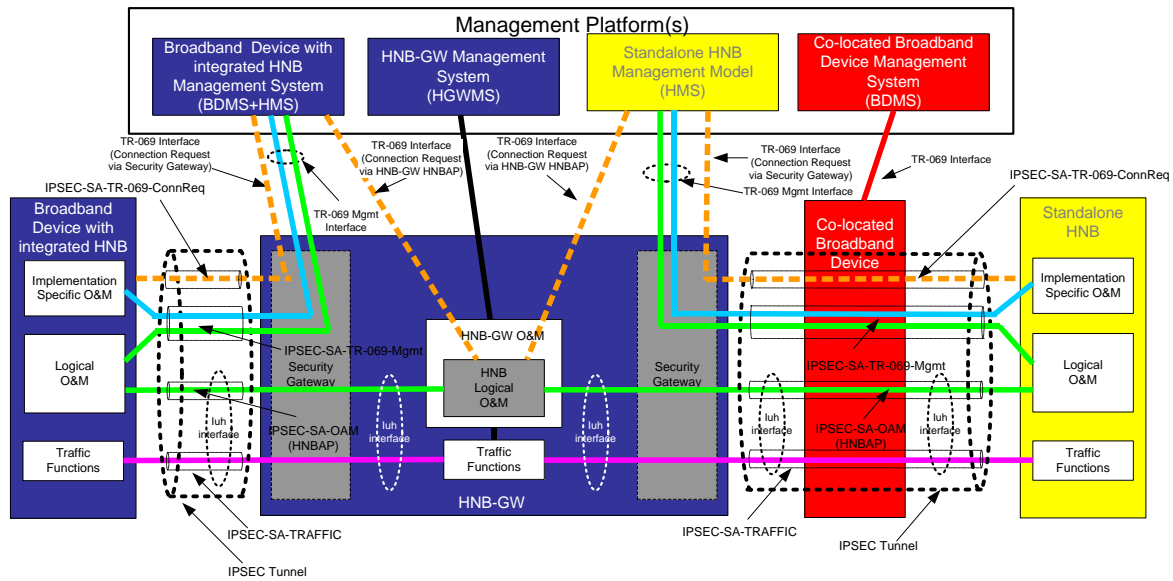 Management Platform(s)
Broadband  Device with
integrated HNB
Management System
(BDMS+HMS)
HNB-GW Management
System
(HGWMS)
Standalone HNB
Management Model
(HMS)
Co-located Broadband
Device Management
System
(BDMS)
TR-069 Interface
(Connection Request
via Security Gateway)
TR-069 Interface
(Connection Request
via HNB-GW HNBAP)
TR-069 Interface
(Connection Request
via HNB-GW HNBAP)
TR-069 Interface
(Connection Request
via Security Gateway)
TR-069 Interface
IPSEC-SA-TR-069-ConnReq
TR-069 Mgmt
Interface
TR-069 Mgmt Interface
IPSEC-SA-TR-069-ConnReq
Broadband
Device with
integrated HNB
Implementation
Specific O&M
Logical
O&M
Traffic
Functions
IPSEC-SA-TR-069-Mgmt
Security
Gateway
IPSEC-SA-OAM
(HNBAP)
Iuh
interface
Iuh
interface
HNB-GW O&M
HNB
Logical
O&M
Traffic
Functions
HNB-GW
Iuh
interface
Security
Gateway
Co-located
Broadband
Device
IPSEC-SA-TR-069-Mgmt
IPSEC-SA-OAM
(HNBAP)
Iuh
interface
Iuh
interface
Standalone
HNB
Implementation
Specific O&M
Logical
O&M
Traffic
Functions
IPSEC-SA-TRAFFIC
IPSEC Tunnel
IPSEC-SA-TRAFFIC
IPSEC Tunnel